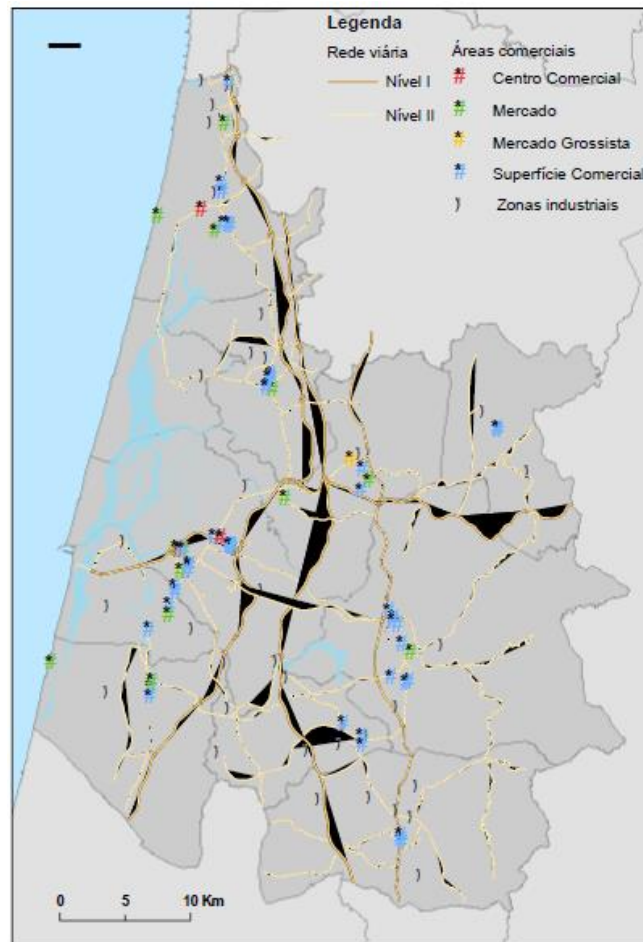 Legenda
Rede viária
Nível I
Nível II
Áreas comerciais
Centro Comercial
Mercado
Mercado Grossista
Superfície Comercial
Zonas industriais
0 5 10 Km